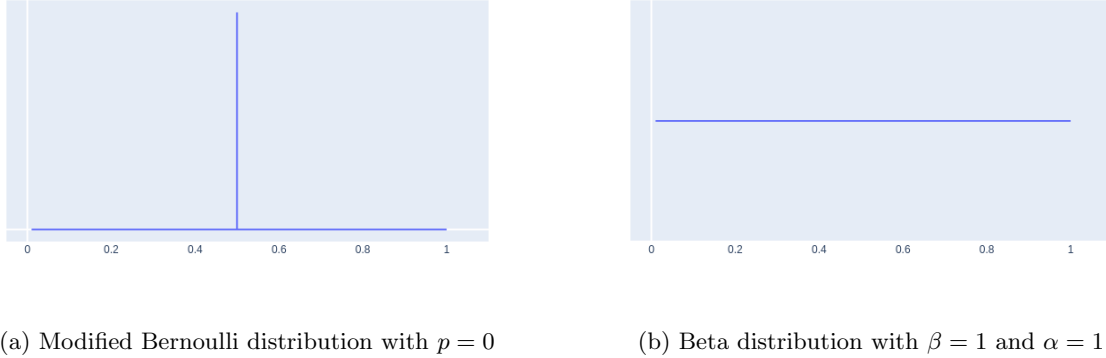 0 0.2 0.4 0.6 0.8 1
0 0.2 0.4 0.6 0.8 1
(a) Modified Bernoulli distribution with p = 0
(b) Beta distribution with β = 1 and α = 1